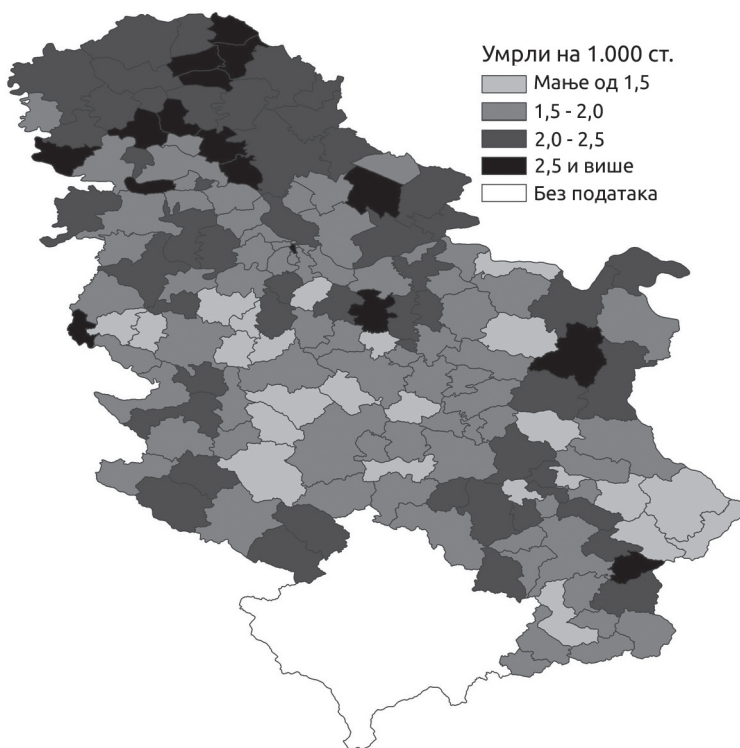 Умрли на 1.000 ст.
Мање од 1,5
1,5 - 2,0
2,0 - 2,5
2,5 и више
Без података